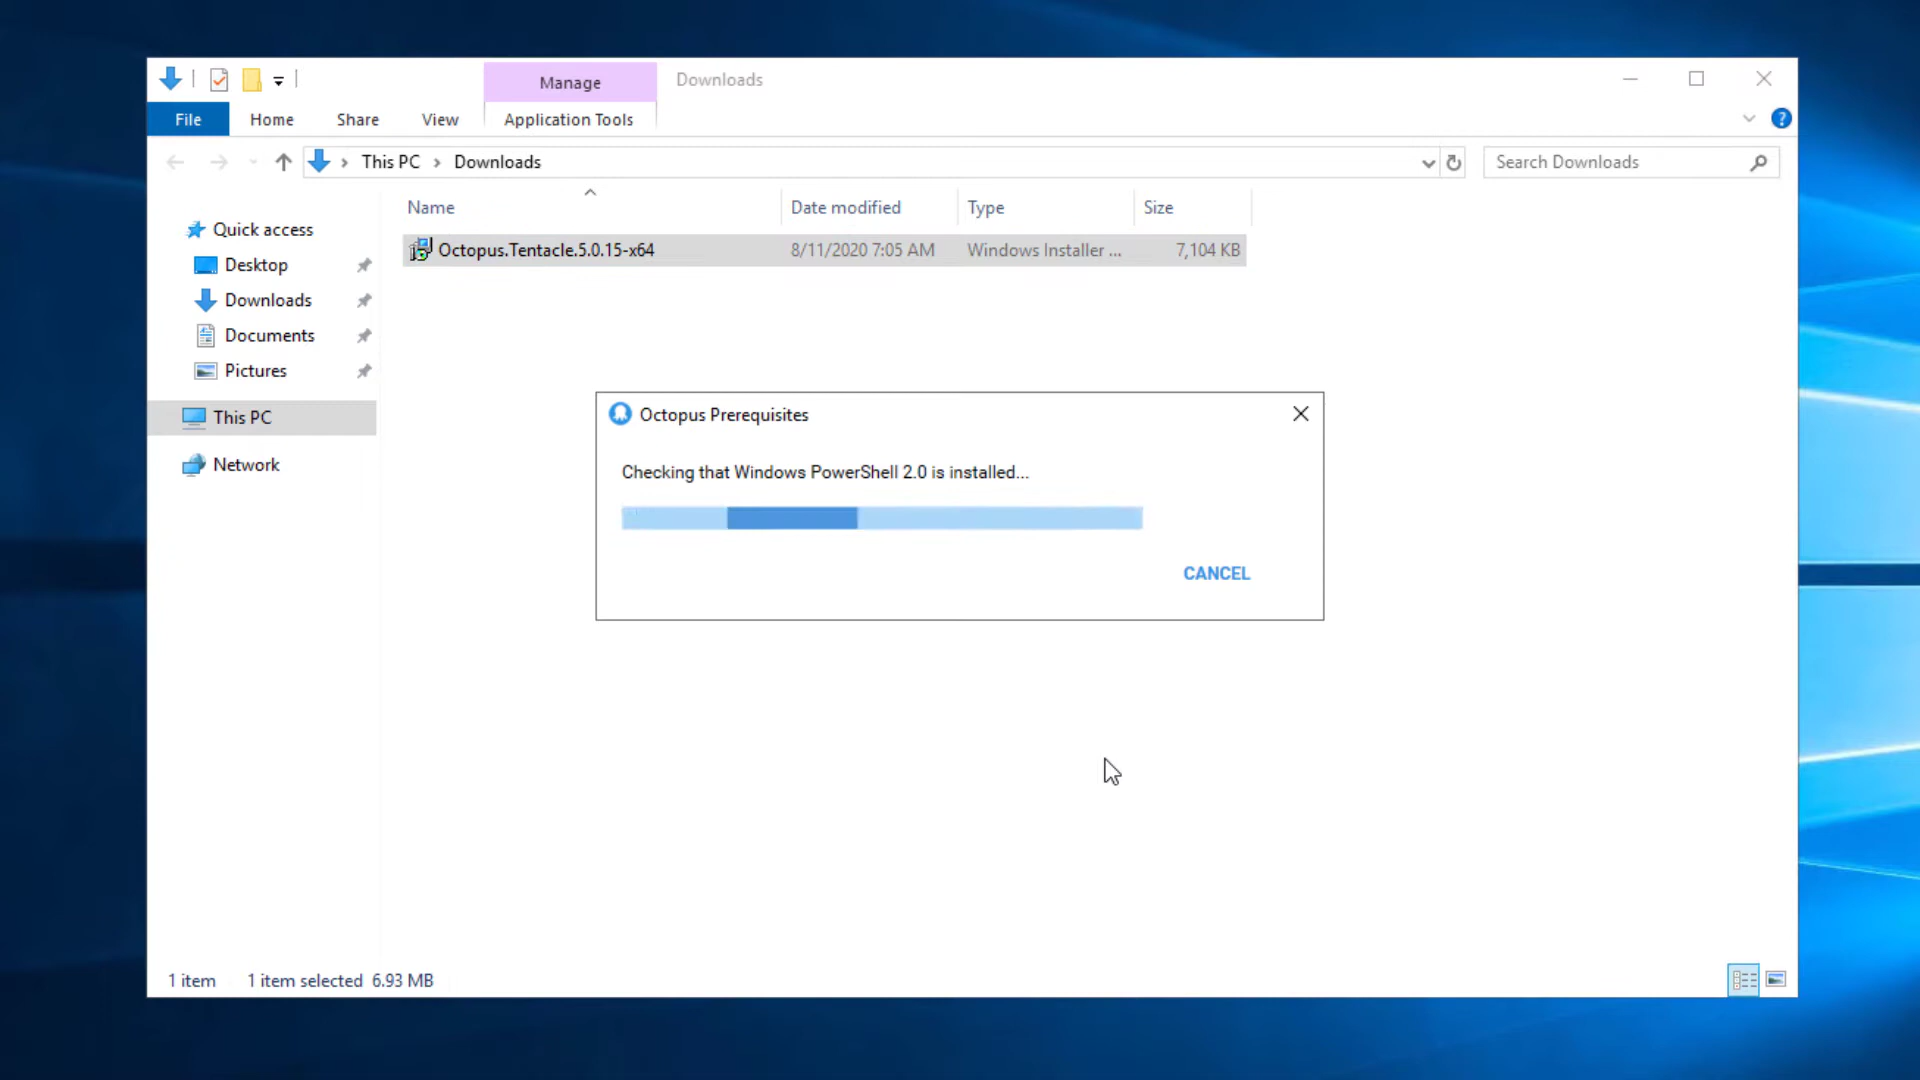 Manage Downloads
File Home Share View Application Tools
This PC Downloads Search Downloads
Name Date modified Type Size
Octopus.Tentacle.5.0.15-x64 8/11/2020 7:05 AM Windows Installer ... 7,104 KB
Quick access
Desktop
Downloads
Documents
Pictures
This PC
Network
Octopus Prerequisites
Checking that Windows PowerShell 2.0 is installed...
CANCEL
1 item 1 item selected 6.93 MB